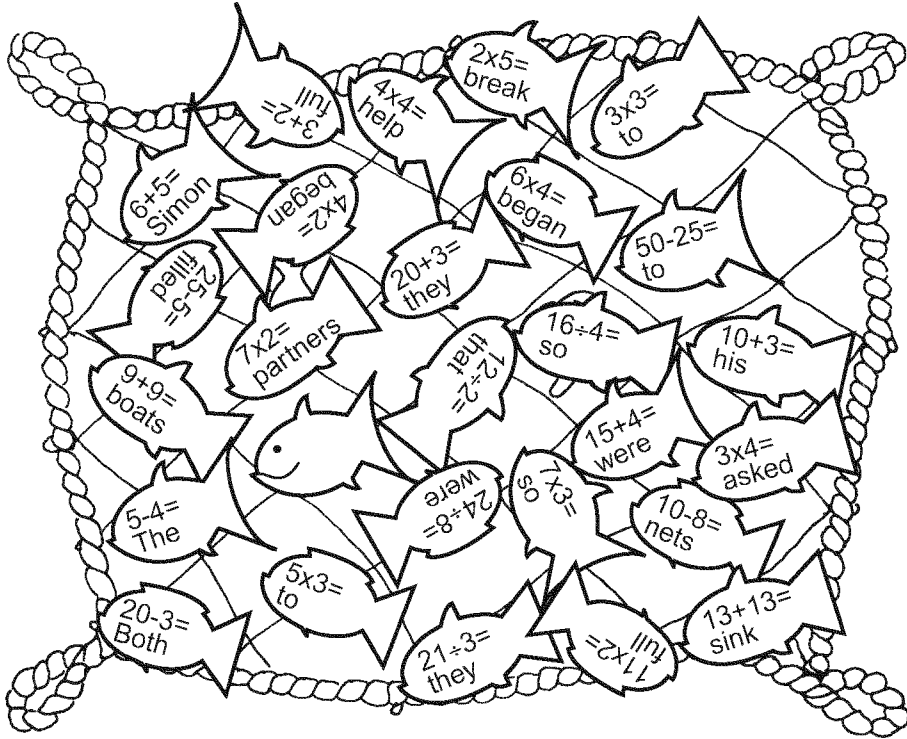 2x5=
break
3+2=
full
4x4=
help
3x3=
to
6+5=
Simon
4x2=
began
6x4=
began
50-25=
to
25-5=
filled
20+3=
they
7x2=
partners
12÷2=
that
16÷4=
so
10+3=
his
9+9=
boats
15+4=
were
3x4=
asked
5-4=
The
24÷8=
were
7x3=
so
10-8=
nets
20-3=
Both
5x3=
to
21÷3=
they
11x2=
full
13+13=
sink